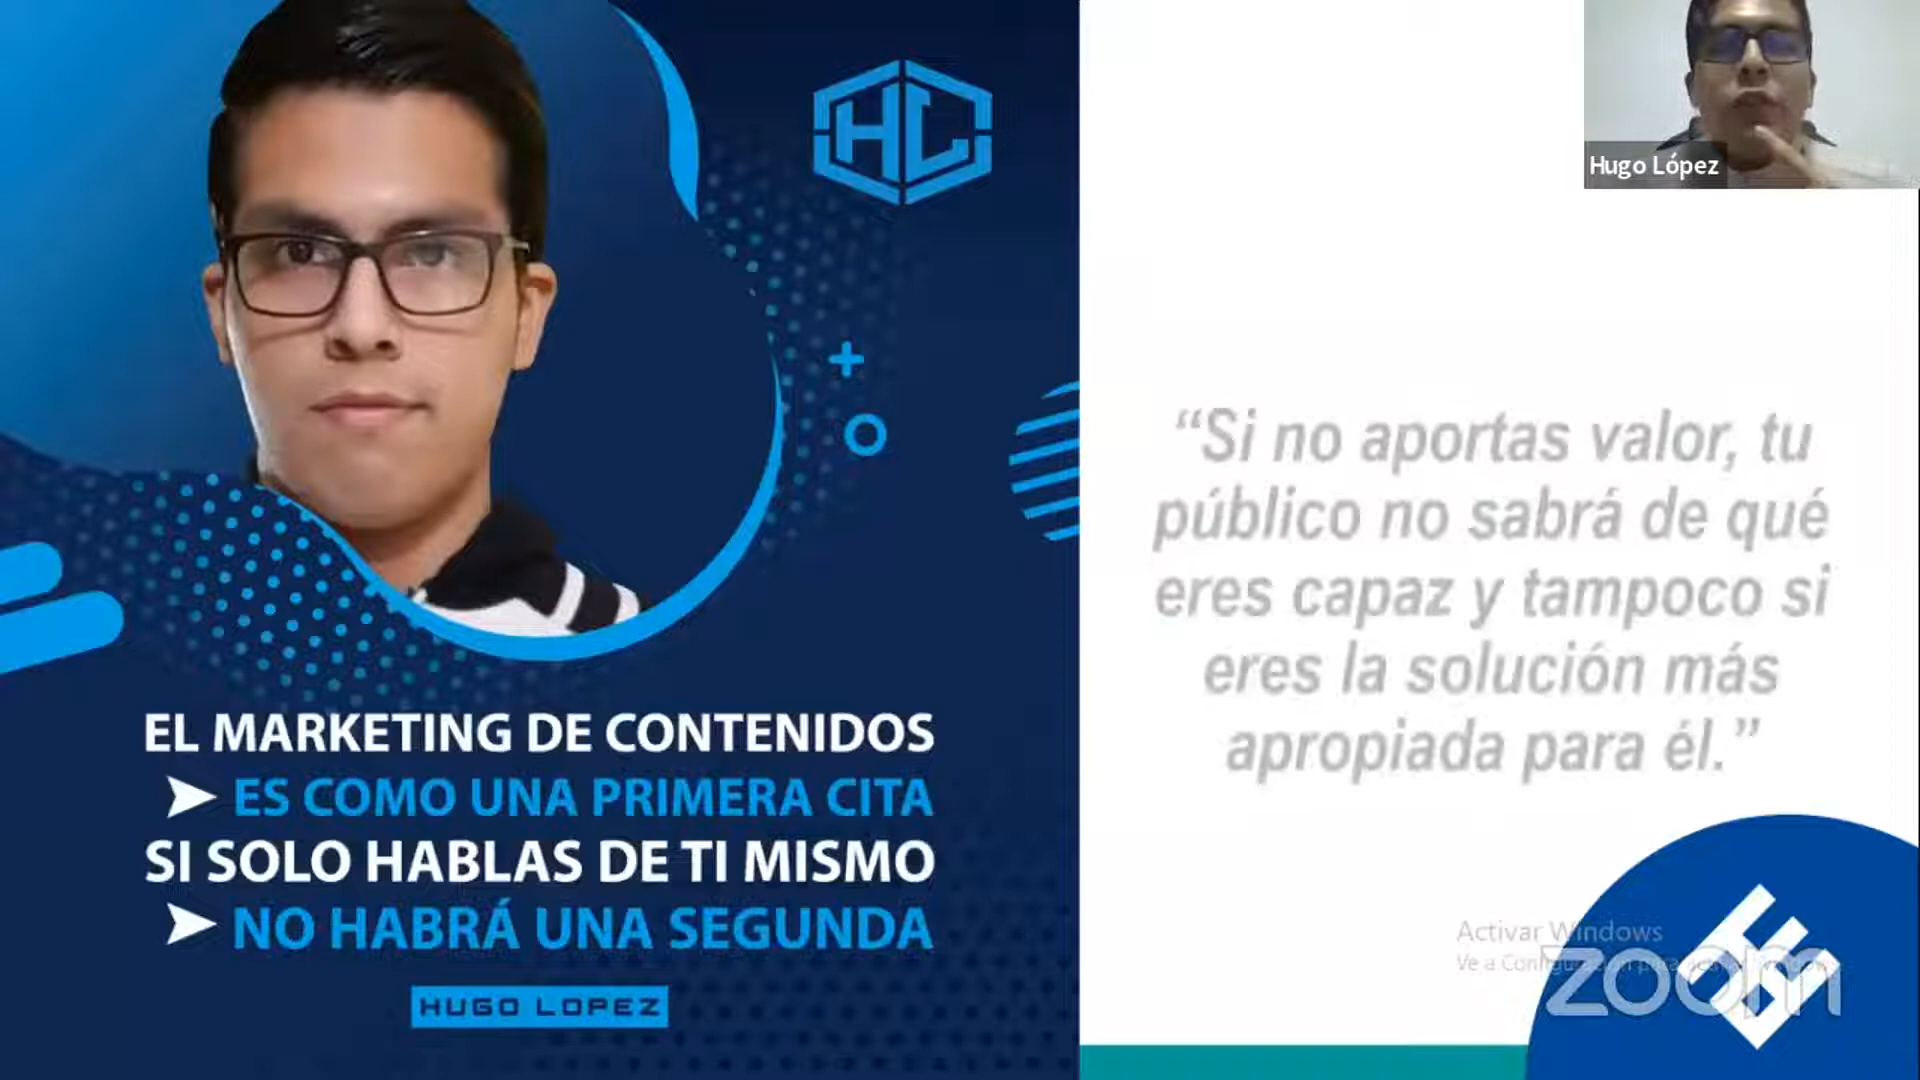 HL
Hugo López
EL MARKETING DE CONTENIDOS
ES COMO UNA PRIMERA CITA
SI SOLO HABLAS DE TI MISMO
NO HABRÁ UNA SEGUNDA
HUGO LOPEZ
“Si no aportas valor, tu
público no sabrá de qué
eres capaz y tampoco si
eres la solución más
apropiada para él.”
Activar Windows
Ve a
zoom